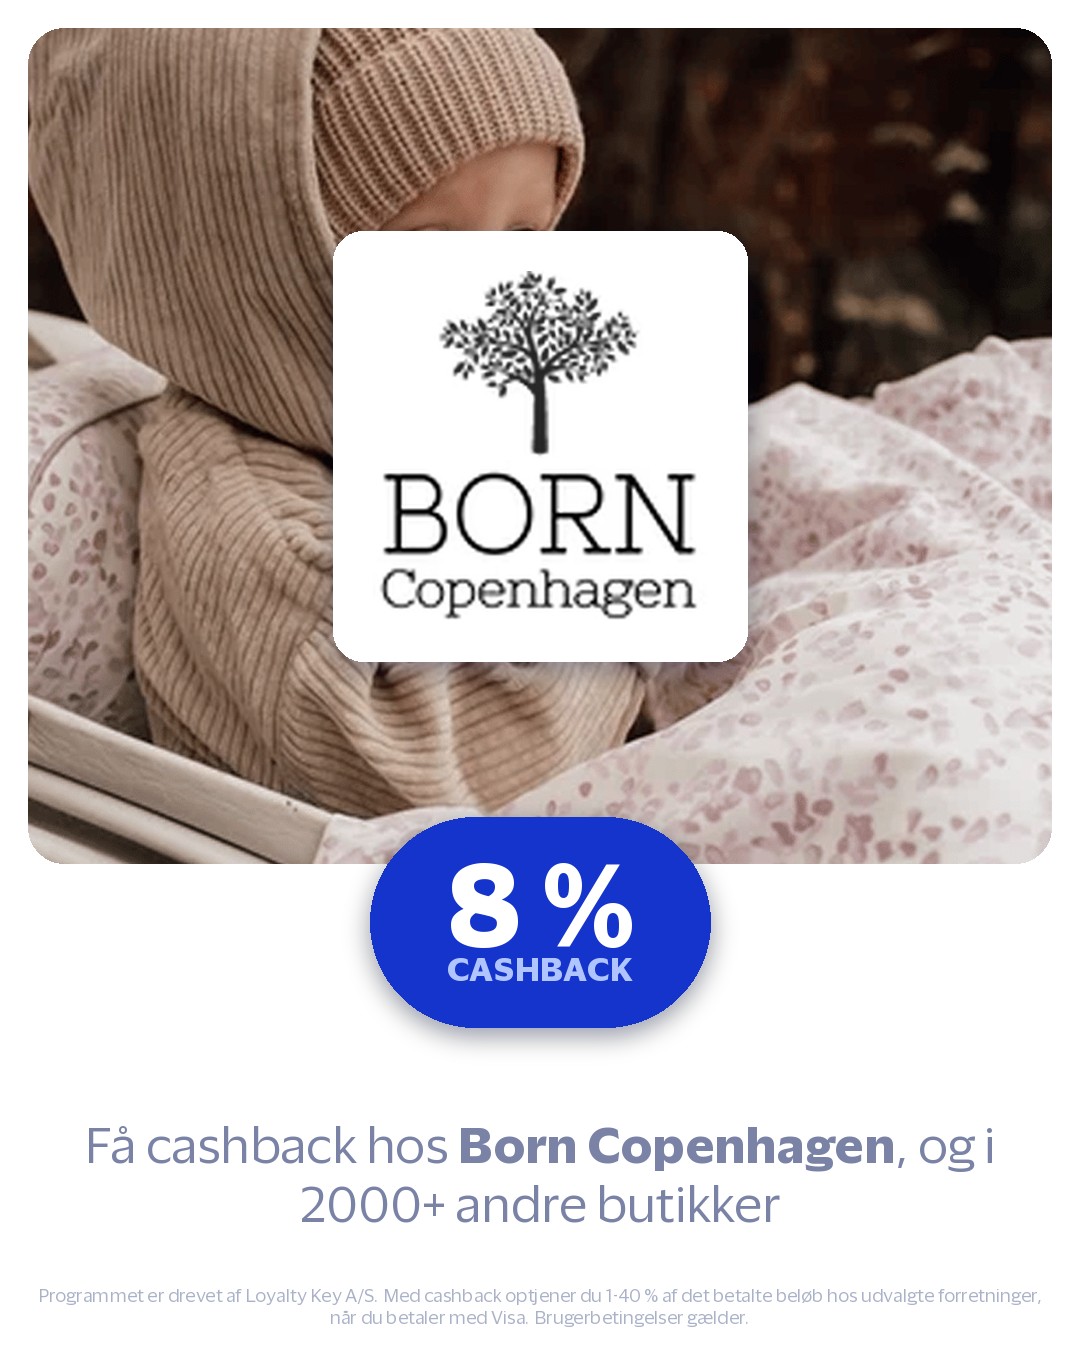 BORN
Copenhagen
8 %
CASHBACK
Få cashback hos Born Copenhagen, og i
2000+ andre butikker
Programmet er drevet af Loyalty Key A/S. Med cashback optjener du 1-40 % af det betalte beløb hos udvalgte forretninger,
når du betaler med Visa. Brugerbetingelser gælder.